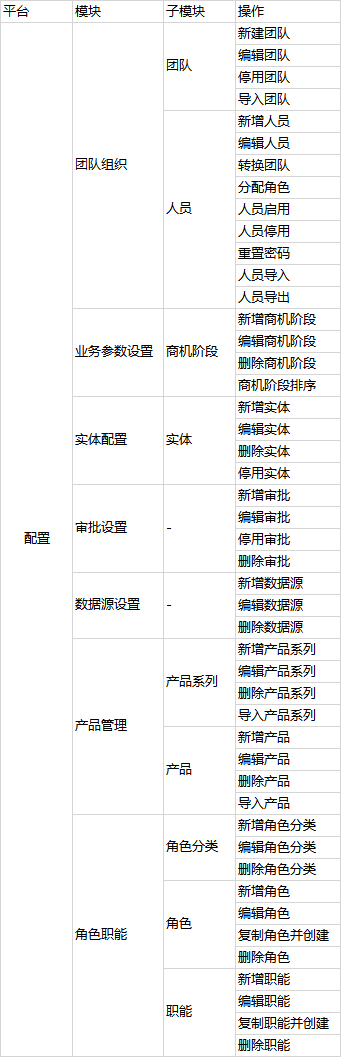 平台 模块 子模块 操作
配置
团队组织
团队
新建团队
编辑团队
停用团队
导入团队
人员
新增人员
编辑人员
转换团队
分配角色
人员启用
人员停用
重置密码
人员导入
人员导出
业务参数设置
商机阶段
新增商机阶段
编辑商机阶段
删除商机阶段
商机阶段排序
实体配置
实体
新增实体
编辑实体
删除实体
停用实体
审批设置
-
新增审批
编辑审批
停用审批
删除审批
数据源设置
-
新增数据源
编辑数据源
删除数据源
产品管理
产品系列
新增产品系列
编辑产品系列
删除产品系列
导入产品系列
产品
新增产品
编辑产品
删除产品
导入产品
角色职能
角色分类
新增角色分类
编辑角色分类
删除角色分类
角色
新增角色
编辑角色
复制角色并创建
删除角色
职能
新增职能
编辑职能
复制职能并创建
删除职能